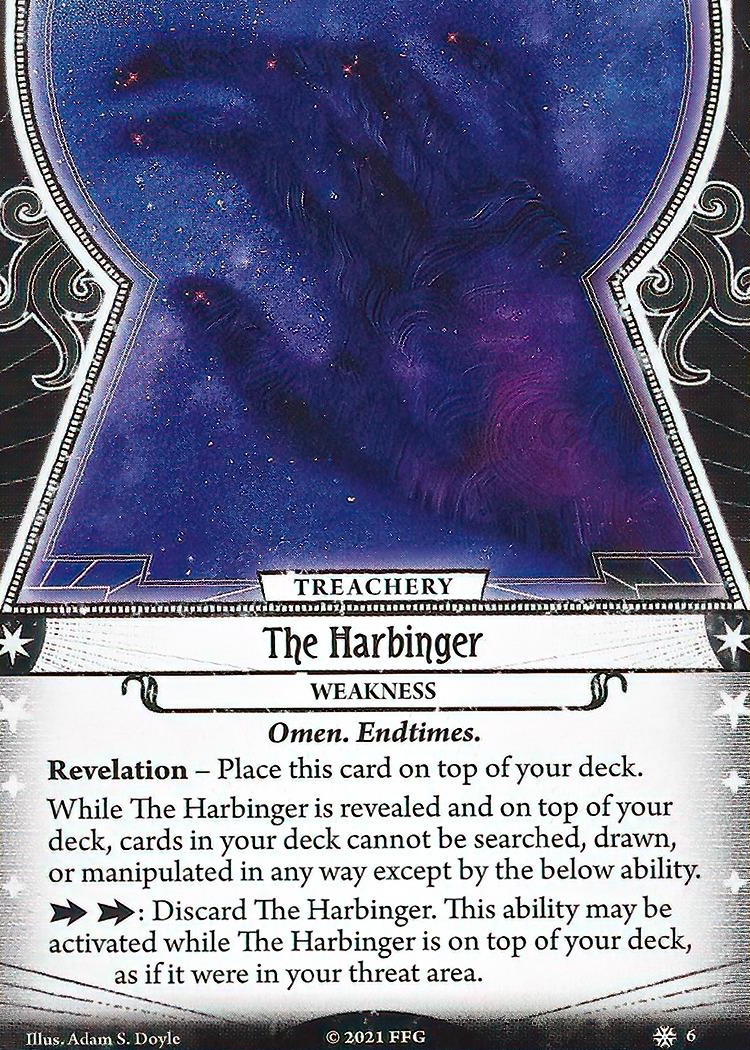 TREACHERY
The Harbinger
WEAKNESS
Omen. Endtimes.
Revelation – Place this card on top of your deck.
While The Harbinger is revealed and on top of your
deck, cards in your deck cannot be searched, drawn,
or manipulated in any way except by the below ability.
: Discard The Harbinger. This ability may be
activated while The Harbinger is on top of your deck,
as if it were in your threat area.
Illus. Adam S. Doyle © 2021 FFG 6